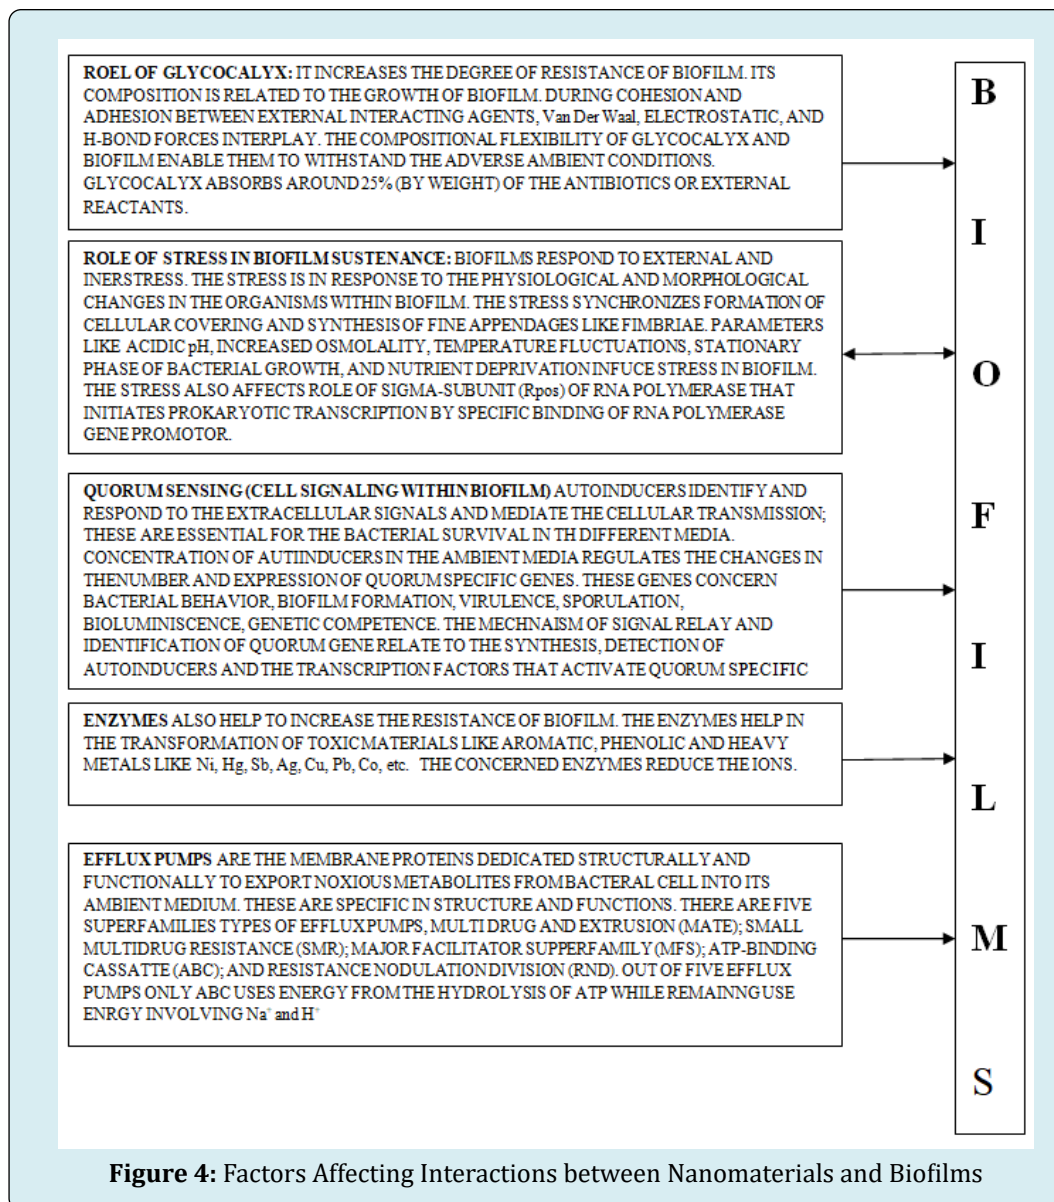 ROEL OF GLYCOCALYX: IT INCREASES THE DEGREE OF RESISTANCE OF BIOFILM. ITS
COMPOSITION IS RELATED TO THE GROWTH OF BIOFILM. DURING COHESION AND
ADHESION BETWEEN EXTERNAL INTERACTING AGENTS, Van Der Waal, ELECTROSTATIC, AND
H-BOND FORCES INTERPLAY. THE COMPOSITIONAL FLEXIBILITY OF GLYCOCALYX AND
BIOFILM ENABLE THEM TO WITHSTAND THE ADVERSE AMBIENT CONDITIONS.
GLYCOCALYX ABSORBS AROUND 25% (BY WEIGHT) OF THE ANTIBIOTICS OR EXTERNAL
REACTANTS.
ROLE OF STRESS IN BIOFILM SUSTENANCE: BIOFILMS RESPOND TO EXTERNAL AND
INERSTRESS. THE STRESS IS IN RESPONSE TO THE PHYSIOLOGICAL AND MORPHOLOGICAL
CHANGES IN THE ORGANISMS WITHIN BIOFILM. THE STRESS SYNCHRONIZES FORMATION OF
CELLULAR COVERING AND SYNTHESIS OF FINE APPENDAGES LIKE FIMBRIAE. PARAMETERS
LIKE ACIDIC pH, INCREASED OSMOLALITY, TEMPERATURE FLUCTUATIONS, STATIONARY
PHASE OF BACTERIAL GROWTH, AND NUTRIENT DEPRIVATION INFUCE STRESS IN BIOFILM.
THE STRESS ALSO AFFECTS ROLE OF SIGMA-SUBUNIT (Rpos) OF RNA POLYMERASE THAT
INITIATES PROKARYOTIC TRANSCRIPTION BY SPECIFIC BINDING OF RNA POLYMERASE
GENE PROMOTOR.
QUORUM SENSING (CELL SIGNALING WITHIN BIOFILM) AUTOINDUCERS IDENTIFY AND
RESPOND TO THE EXTRACELLULAR SIGNALS AND MEDIATE THE CELLULAR TRANSMISSION;
THESE ARE ESSENTIAL FOR THE BACTERIAL SURVIVAL IN TH DIFFERENT MEDIA.
CONCENTRATION OF AUTIINDUCERS IN THE AMBIENT MEDIA REGULATES THE CHANGES IN
THENUMBER AND EXPRESSION OF QUORUM SPECIFIC GENES. THESE GENES CONCERN
BACTERIAL BEHAVIOR, BIOFILM FORMATION, VIRULENCE, SPORULATION,
BIOLUMINISCENCE, GENETIC COMPETENCE. THE MECHNAISM OF SIGNAL RELAY AND
IDENTIFICATION OF QUORUM GENE RELATE TO THE SYNTHESIS, DETECTION OF
AUTOINDUCERS AND THE TRANSCRIPTION FACTORS THAT ACTIVATE QUORUM SPECIFIC
ENZYMES ALSO HELP TO INCREASE THE RESISTANCE OF BIOFILM. THE ENZYMES HELP IN
THE TRANSFORMATION OF TOXIC MATERIALS LIKE AROMATIC, PHENOLIC AND HEAVY
METALS LIKE Ni, Hg, Sb, Ag, Cu, Pb, Co, etc. THE CONCERNED ENZYMES REDUCE THE IONS.
EFFLUX PUMPS ARE THE MEMBRANE PROTEINS DEDICATED STRUCTURALLY AND
FUNCTIONALLY TO EXPORT NOXIOUS METABOLITES FROM BACTERAL CELL INTO ITS
AMBIENT MEDIUM. THESE ARE SPECIFIC IN STRUCTURE AND FUNCTIONS. THERE ARE FIVE
SUPERFAMILIES TYPES OF EFFLUX PUMPS, MULTI DRUG AND EXTRUSION (MATE); SMALL
MULTIDRUG RESISTANCE (SMR); MAJOR FACILITATOR SUPPERFAMILY (MFS); ATP-BINDING
CASSATTE (ABC); AND RESISTANCE NODULATION DIVISION (RND). OUT OF FIVE EFFLUX
PUMPS ONLY ABC USES ENERGY FROM THE HYDROLYSIS OF ATP WHILE REMAINNG USE
ENRGY INVOLVING Na⁺ and H⁺
B
I
O
F
I
L
M
S
Figure 4: Factors Affecting Interactions between Nanomaterials and Biofilms